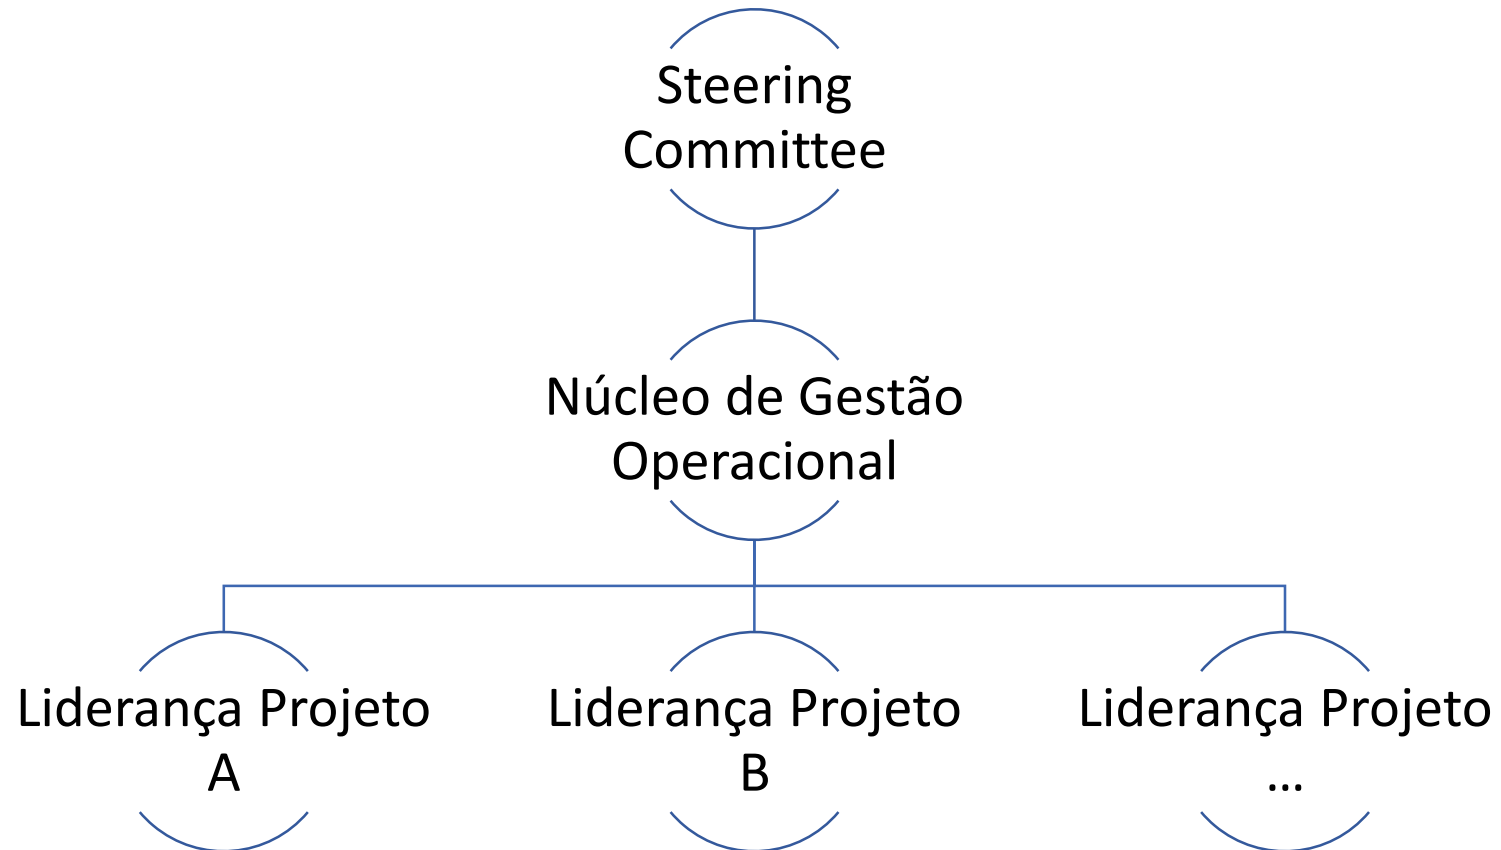 Steering
Committee
Núcleo de Gestão
Operacional
Liderança Projeto
A
Liderança Projeto
B
Liderança Projeto
...